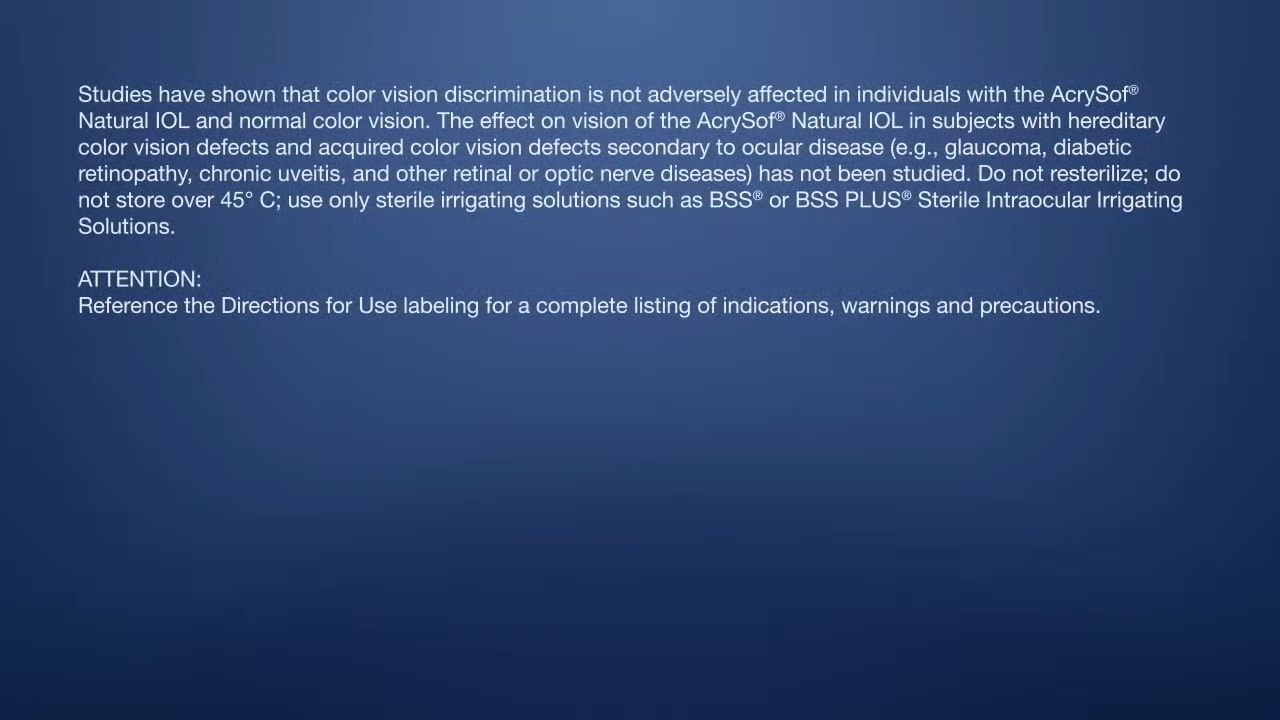 Studies have shown that color vision discrimination is not adversely affected in individuals with the AcrySof®
Natural IOL and normal color vision. The effect on vision of the AcrySof® Natural IOL in subjects with hereditary
color vision defects and acquired color vision defects secondary to ocular disease (e.g., glaucoma, diabetic
retinopathy, chronic uveitis, and other retinal or optic nerve diseases) has not been studied. Do not resterilize; do
not store over 45° C; use only sterile irrigating solutions such as BSS® or BSS PLUS® Sterile Intraocular Irrigating
Solutions.
ATTENTION:
Reference the Directions for Use labeling for a complete listing of indications, warnings and precautions.